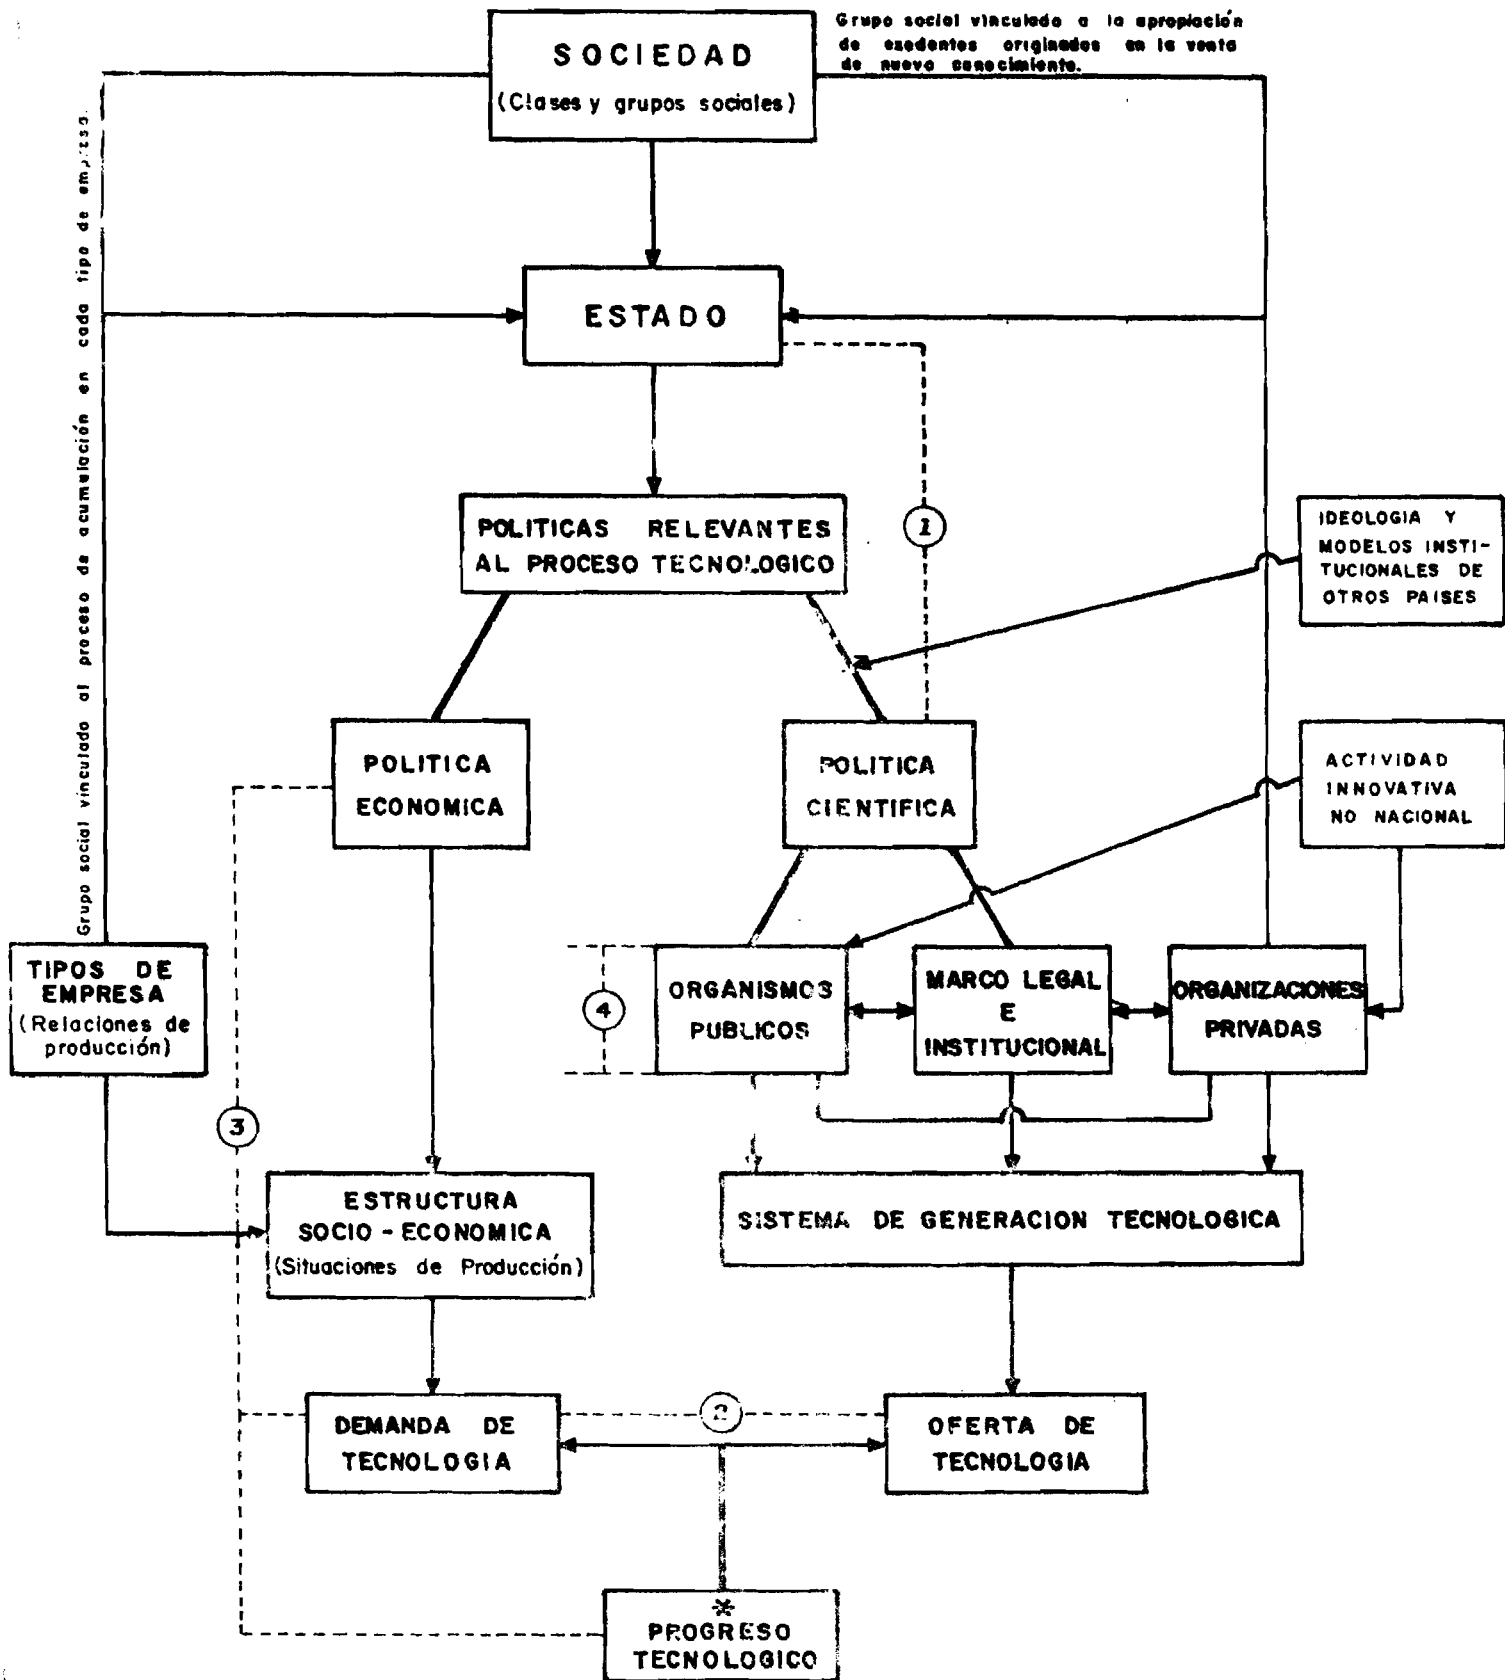 Grupo social vinculado a la apropiación
de exedentes originados en la venta
de nuevo conocimiento.
SOCIEDAD
(Clases y grupos sociales)
Grupo social vinculado al proceso de acumulación en cada tipo de empresa.
ESTADO
1
POLITICAS RELEVANTES
AL PROCESO TECNOLOGICO
IDEOLOGIA Y
MODELOS INSTI-
TUCIONALES DE
OTROS PAISES
POLITICA
ECONOMICA
POLITICA
CIENTIFICA
ACTIVIDAD
INNOVATIVA
NO NACIONAL
TIPOS DE
EMPRESA
(Relaciones de
producción)
4
ORGANISMOS
PUBLICOS
MARCO LEGAL
E
INSTITUCIONAL
ORGANIZACIONES
PRIVADAS
3
ESTRUCTURA
SOCIO - ECONOMICA
(Situaciones de Producción)
SISTEMA DE GENERACION TECNOLOGICA
DEMANDA DE
TECNOLOGIA
2
OFERTA DE
TECNOLOGIA
*
PROGRESO
TECNOLOGICO